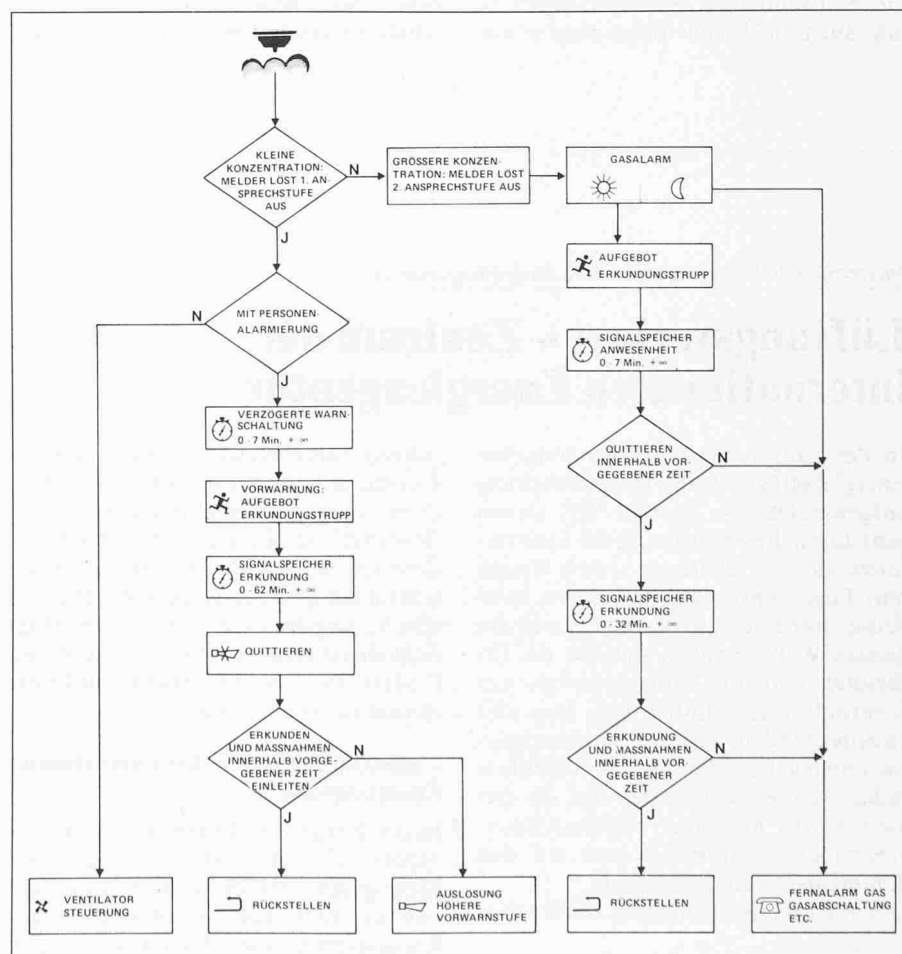 KLEINE
KONZENTRATION:
MELDER LÖST 1. AN-
SPRECHSTUFE
AUS
N
GRÖSSERE KONZEN-
TRATION: MELDER LÖST
2. ANSPRECHSTUFE AUS
GASALARM
J
AUFGEBOT
ERKUNDUNGSTRUPP
N
MIT PERSONEN-
ALARMIERUNG
J
SIGNALSPEICHER
ANWESENHEIT
0 - 7 Min. + ∞
VERZÖGERTE WARN-
SCHALTUNG
0 - 7 Min. + ∞
QUITTIEREN
INNERHALB VOR-
GEGEBENER ZEIT
N
J
VORWARNUNG:
AUFGEBOT
ERKUNDUNGSTRUPP
SIGNALSPEICHER
ERKUNDUNG
0 - 62 Min. + ∞
SIGNALSPEICHER
ERKUNDUNG
0 - 32 Min. + ∞
QUITTIEREN
ERKUNDEN
UND MASSNAHMEN
INNERHALB VORGE-
GEBENER ZEIT
EINLEITEN
N
J
ERKUNDUNG
UND MASSNAHMEN
INNERHALB VOR-
GEGEBENER
ZEIT
N
J
VENTILATOR
STEUERUNG
RÜCKSTELLEN
AUSLÖSUNG
HÖHERE
VORWARNSTUFE
RÜCKSTELLEN
FERNALARM GAS
GASABSCHALTUNG
ETC.